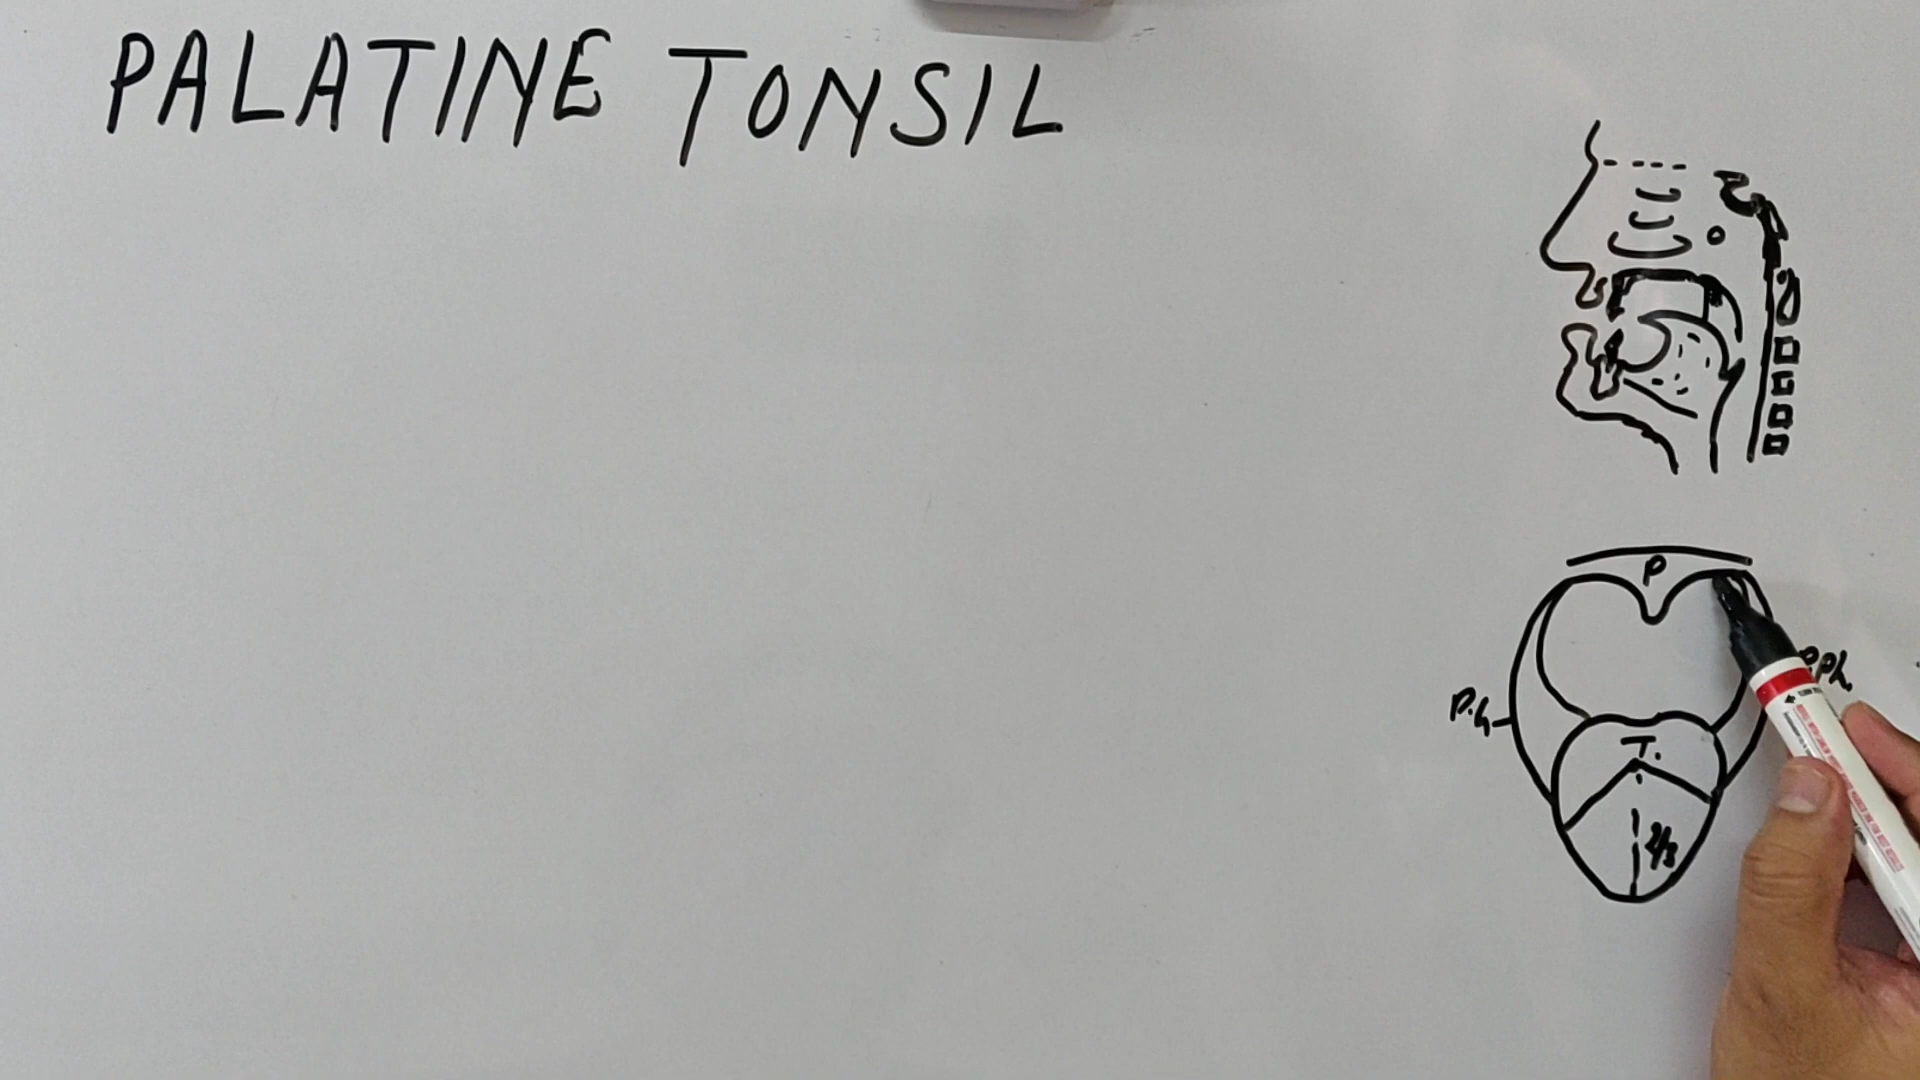 PALATINE TONSIL
P
P.Ph.
P.G
T.
2/3